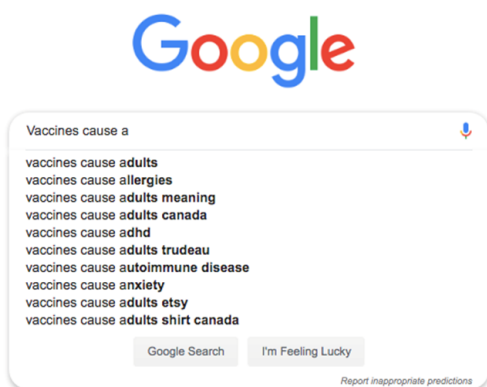 Google
Vaccines cause a
vaccines cause adults
vaccines cause allergies
vaccines cause adults meaning
vaccines cause adults canada
vaccines cause adhd
vaccines cause adults trudeau
vaccines cause autoimmune disease
vaccines cause anxiety
vaccines cause adults etsy
vaccines cause adults shirt canada
Google Search I'm Feeling Lucky
Report inappropriate predictions